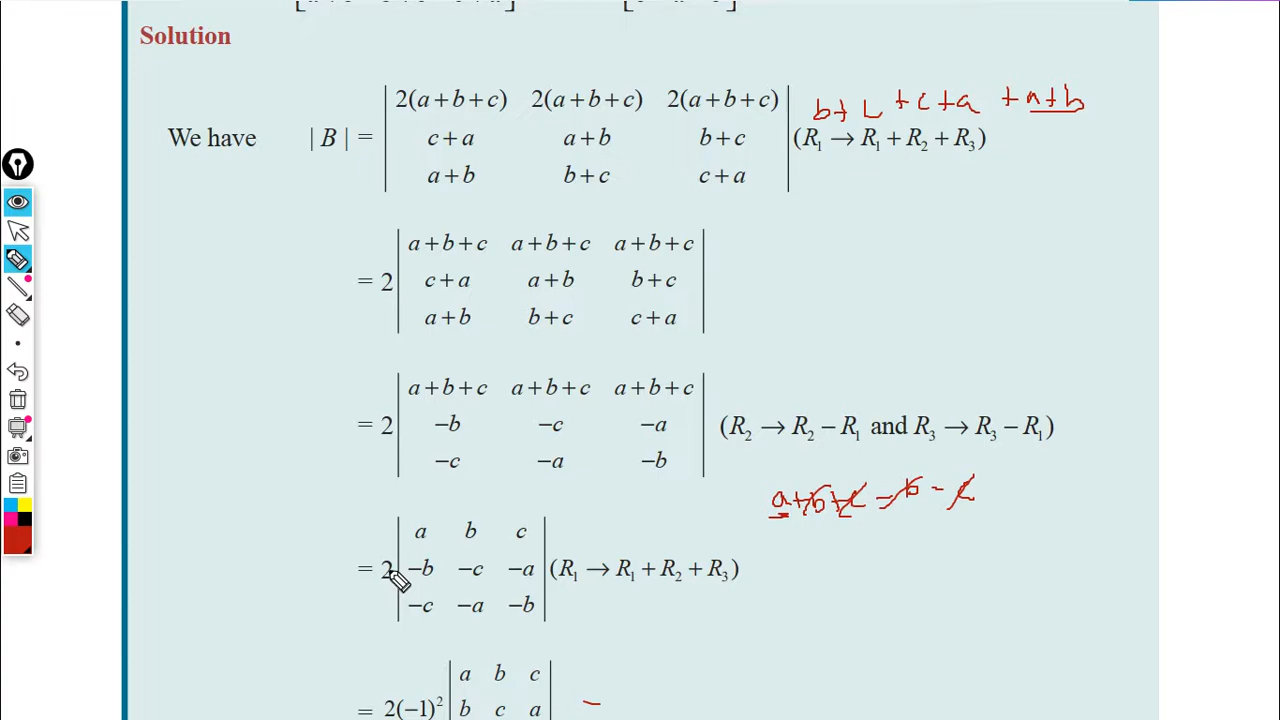 Solution
2(a+b+c) 2(a+b+c) 2(a+b+c) b+ c +c+a +a+b
We have |B| = c+a a+b b+c (R₁ → R₁ + R₂ + R₃)
a+b b+c c+a
a+b+c a+b+c a+b+c
= 2 c+a a+b b+c
a+b b+c c+a
a+b+c a+b+c a+b+c
= 2 −b −c −a (R₂ → R₂ − R₁ and R₃ → R₃ − R₁)
−c −a −b
a+b+c −b − c
a b c
= 2 −b −c −a (R₁ → R₁ + R₂ + R₃)
−c −a −b
a b c
= 2(−1)² b c a